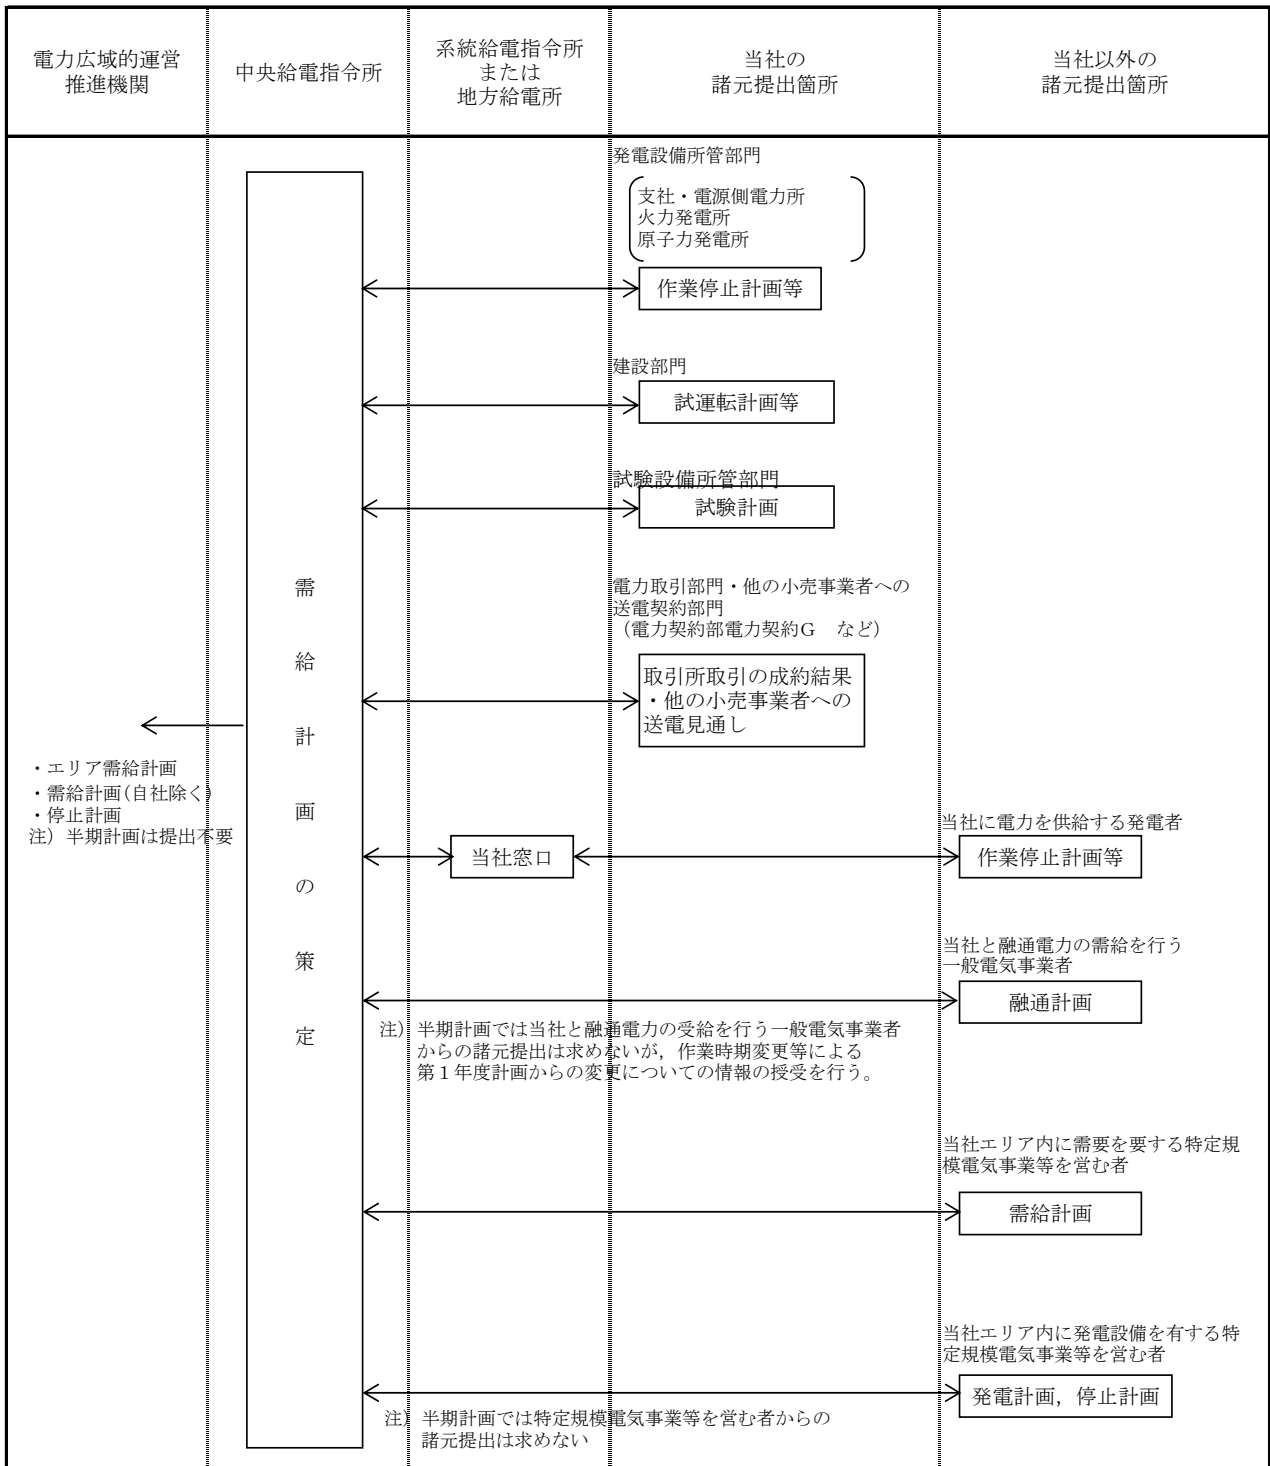 電力広域的運営
推進機関
中央給電指令所
系統給電指令所
または
地方給電所
当社の
諸元提出箇所
当社以外の
諸元提出箇所
発電設備所管部門
支社・電源側電力所
火力発電所
原子力発電所
作業停止計画等
建設部門
試運転計画等
試験設備所管部門
試験計画
需給計画の策定
電力取引部門・他の小売事業者への
送電契約部門
（電力契約部電力契約Ｇ　など）
取引所取引の成約結果
・他の小売事業者への
送電見通し
・エリア需給計画
・需給計画(自社除く)
・停止計画
注）半期計画は提出不要
当社に電力を供給する発電者
当社窓口
作業停止計画等
当社と融通電力の需給を行う
一般電気事業者
融通計画
注）半期計画では当社と融通電力の受給を行う一般電気事業者
からの諸元提出は求めないが，作業時期変更等による
第１年度計画からの変更についての情報の授受を行う。
当社エリア内に需要を要する特定規
模電気事業等を営む者
需給計画
当社エリア内に発電設備を有する特
定規模電気事業等を営む者
発電計画，停止計画
注）半期計画では特定規模電気事業等を営む者からの
諸元提出は求めない